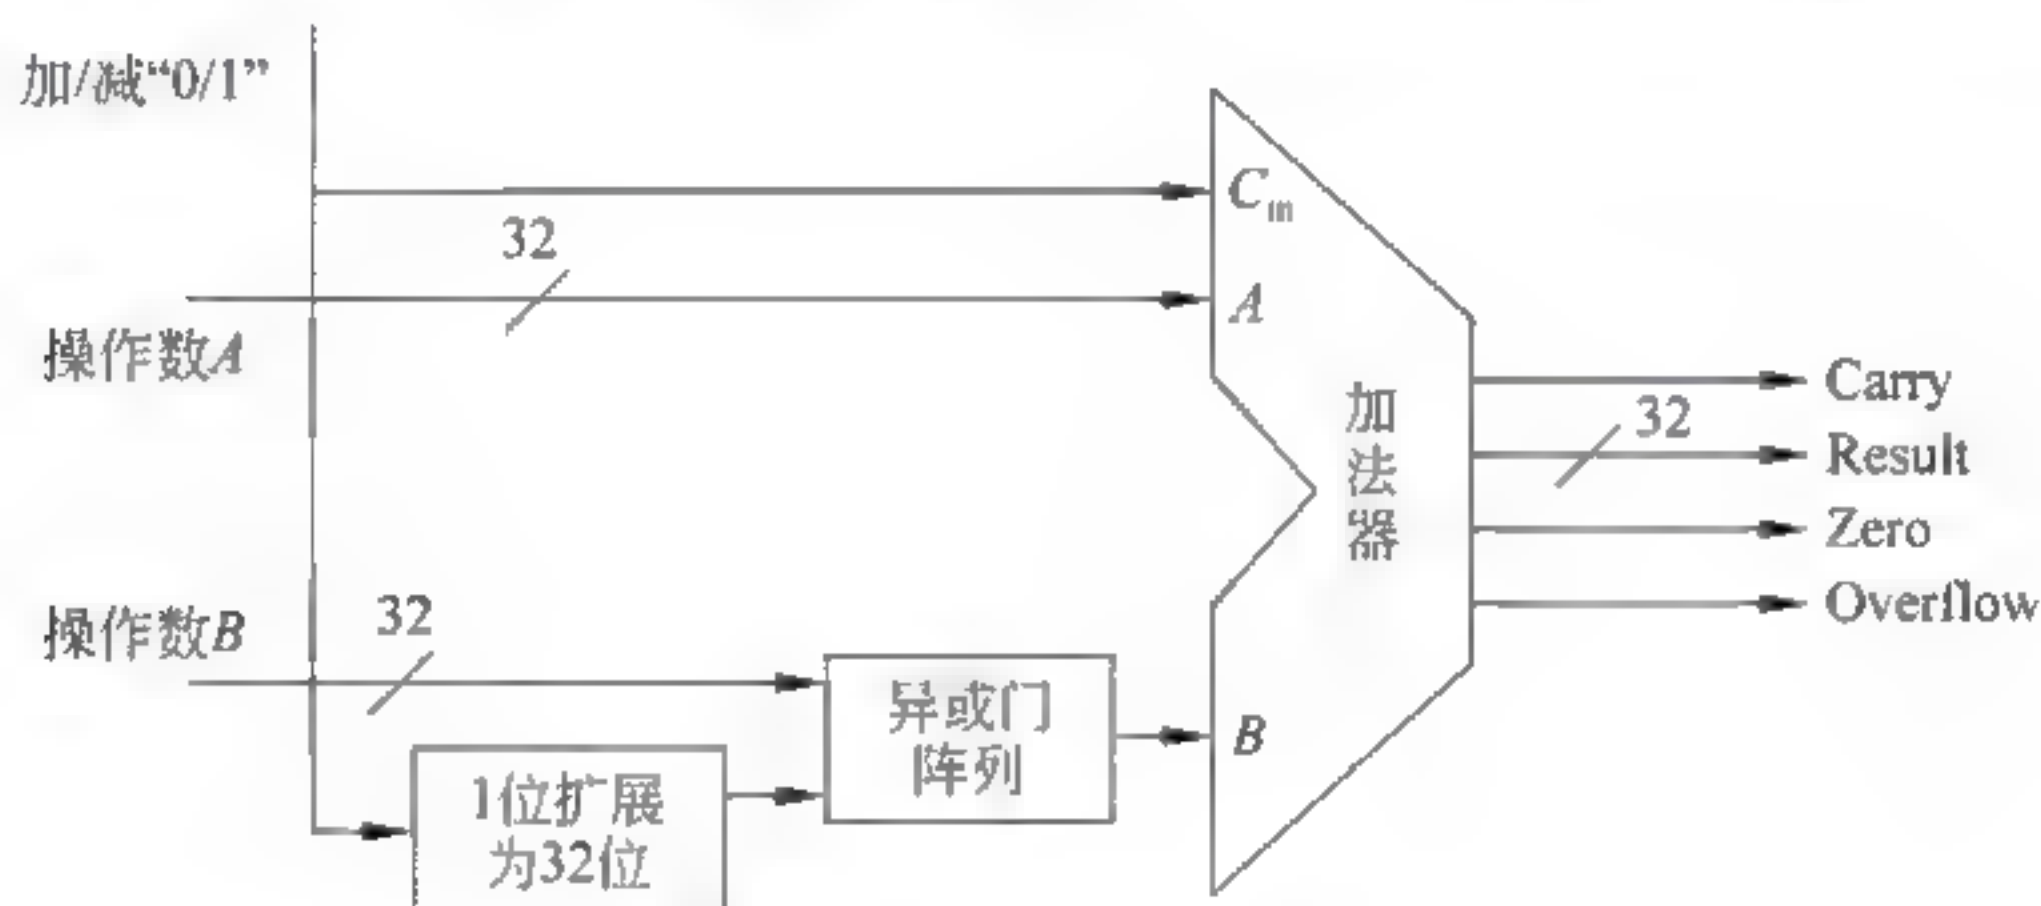 加/减“0/1”
32
操作数A
操作数B
32
1位扩展
为32位
异或门
阵列
C_in
A
B
加
法
器
Carry
32
Result
Zero
Overflow